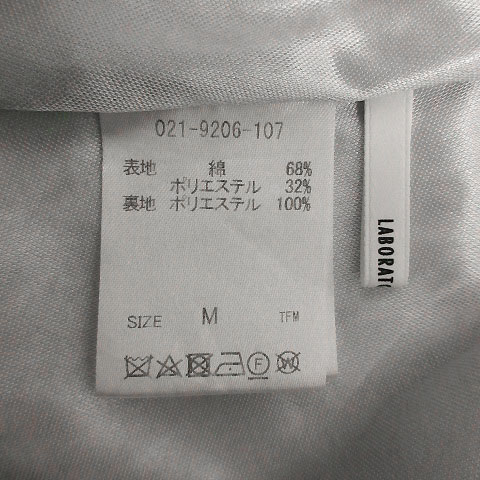 021-9206-107
表地 綿 68%
ポリエステル 32%
裏地 ポリエステル 100%
SIZE M TFM
F W
LABORAT